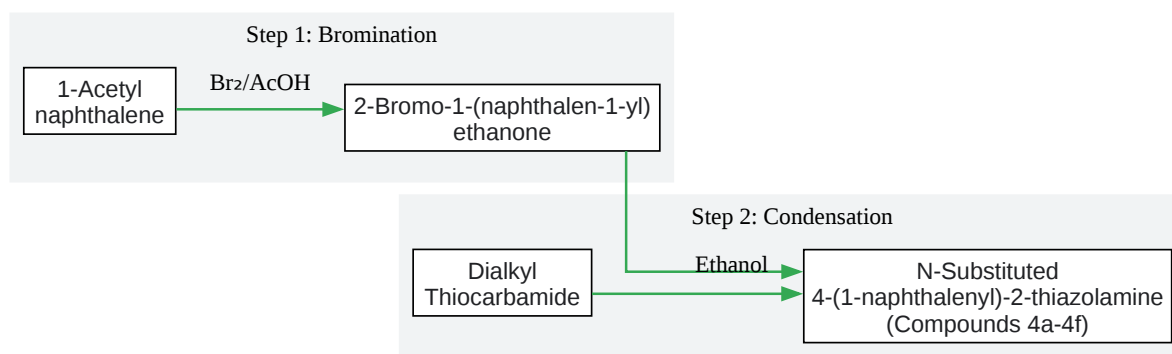 Step 1: Bromination
1-Acetyl
naphthalene
Br₂/AcOH
2-Bromo-1-(naphthalen-1-yl)
ethanone
Step 2: Condensation
Dialkyl
Thiocarbamide
Ethanol
N-Substituted
4-(1-naphthalenyl)-2-thiazolamine
(Compounds 4a-4f)